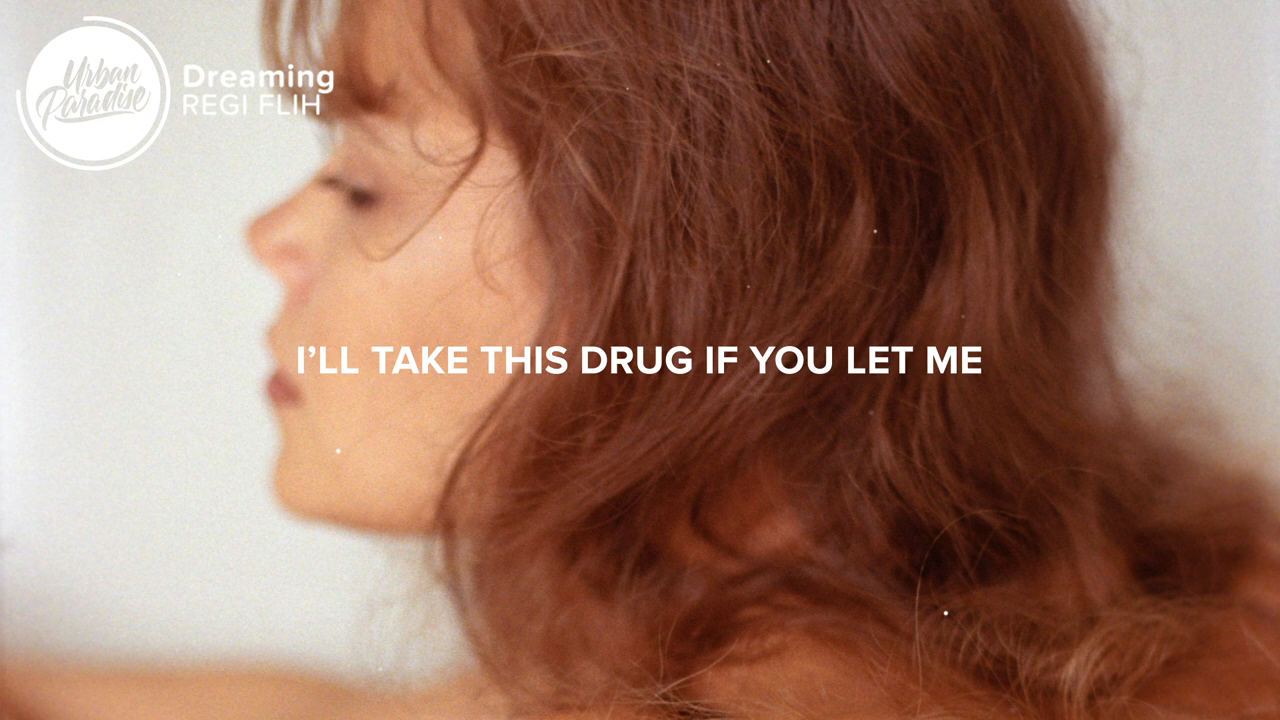 Urban
Paradise
Dreaming
REGI FLIH
I’LL TAKE THIS DRUG IF YOU LET ME